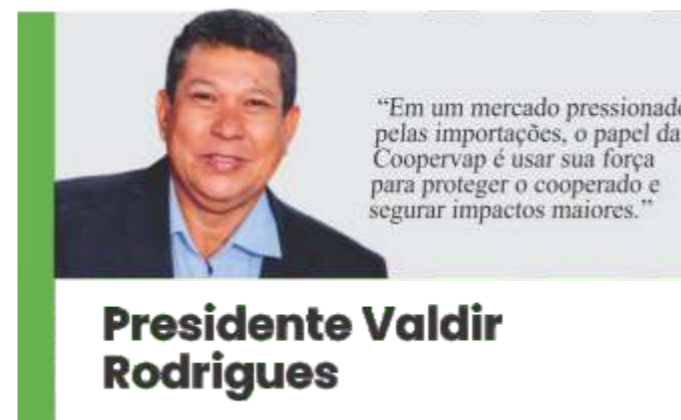 “Em um mercado pressionado
pelas importações, o papel da
Coopervap é usar sua força
para proteger o cooperado e
segurar impactos maiores.”
Presidente Valdir
Rodrigues